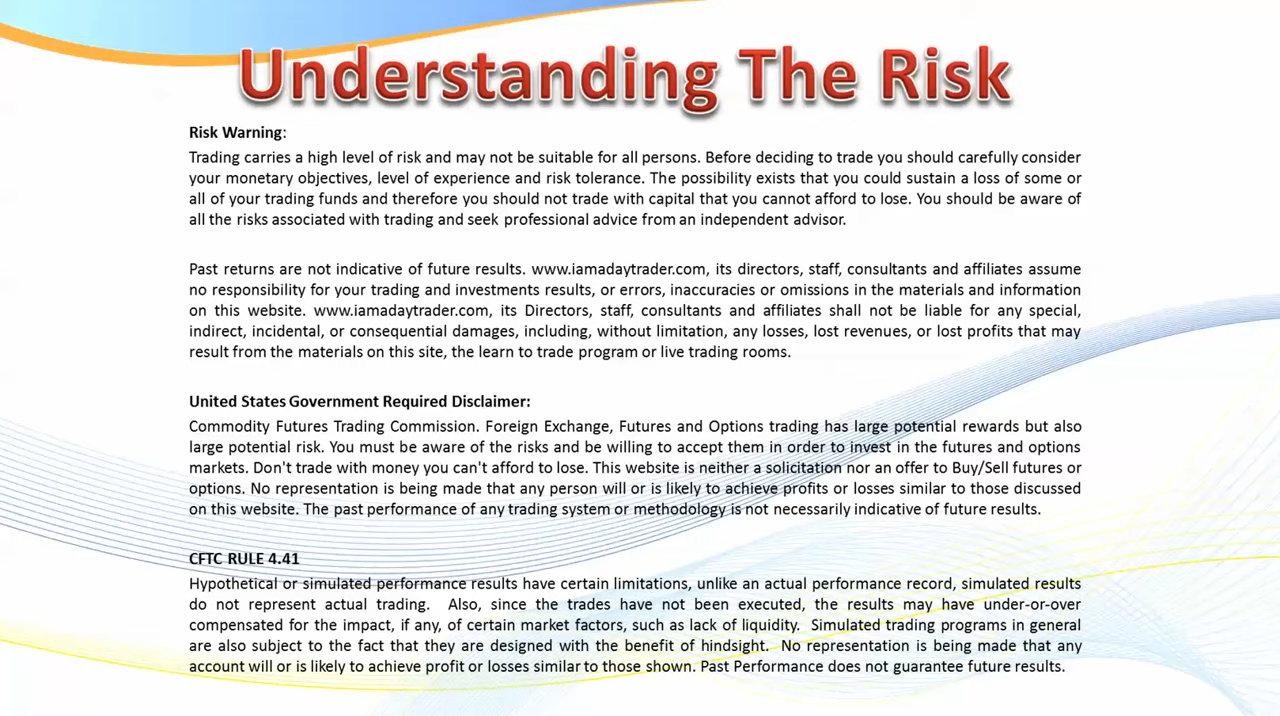 Understanding The Risk
Risk Warning:
Trading carries a high level of risk and may not be suitable for all persons. Before deciding to trade you should carefully consider
your monetary objectives, level of experience and risk tolerance. The possibility exists that you could sustain a loss of some or
all of your trading funds and therefore you should not trade with capital that you cannot afford to lose. You should be aware of
all the risks associated with trading and seek professional advice from an independent advisor.
Past returns are not indicative of future results. www.iamadaytrader.com, its directors, staff, consultants and affiliates assume
no responsibility for your trading and investments results, or errors, inaccuracies or omissions in the materials and information
on this website. www.iamadaytrader.com, its Directors, staff, consultants and affiliates shall not be liable for any special,
indirect, incidental, or consequential damages, including, without limitation, any losses, lost revenues, or lost profits that may
result from the materials on this site, the learn to trade program or live trading rooms.
United States Government Required Disclaimer:
Commodity Futures Trading Commission. Foreign Exchange, Futures and Options trading has large potential rewards but also
large potential risk. You must be aware of the risks and be willing to accept them in order to invest in the futures and options
markets. Don't trade with money you can't afford to lose. This website is neither a solicitation nor an offer to Buy/Sell futures or
options. No representation is being made that any person will or is likely to achieve profits or losses similar to those discussed
on this website. The past performance of any trading system or methodology is not necessarily indicative of future results.
CFTC RULE 4.41
Hypothetical or simulated performance results have certain limitations, unlike an actual performance record, simulated results
do not represent actual trading.  Also, since the trades have not been executed, the results may have under-or-over
compensated for the impact, if any, of certain market factors, such as lack of liquidity.  Simulated trading programs in general
are also subject to the fact that they are designed with the benefit of hindsight.  No representation is being made that any
account will or is likely to achieve profit or losses similar to those shown. Past Performance does not guarantee future results.